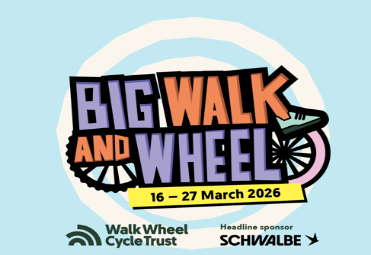 BIG WALK
AND WHEEL
16 – 27 March 2026
Walk Wheel
Cycle Trust
Headline sponsor
SCHWALBE